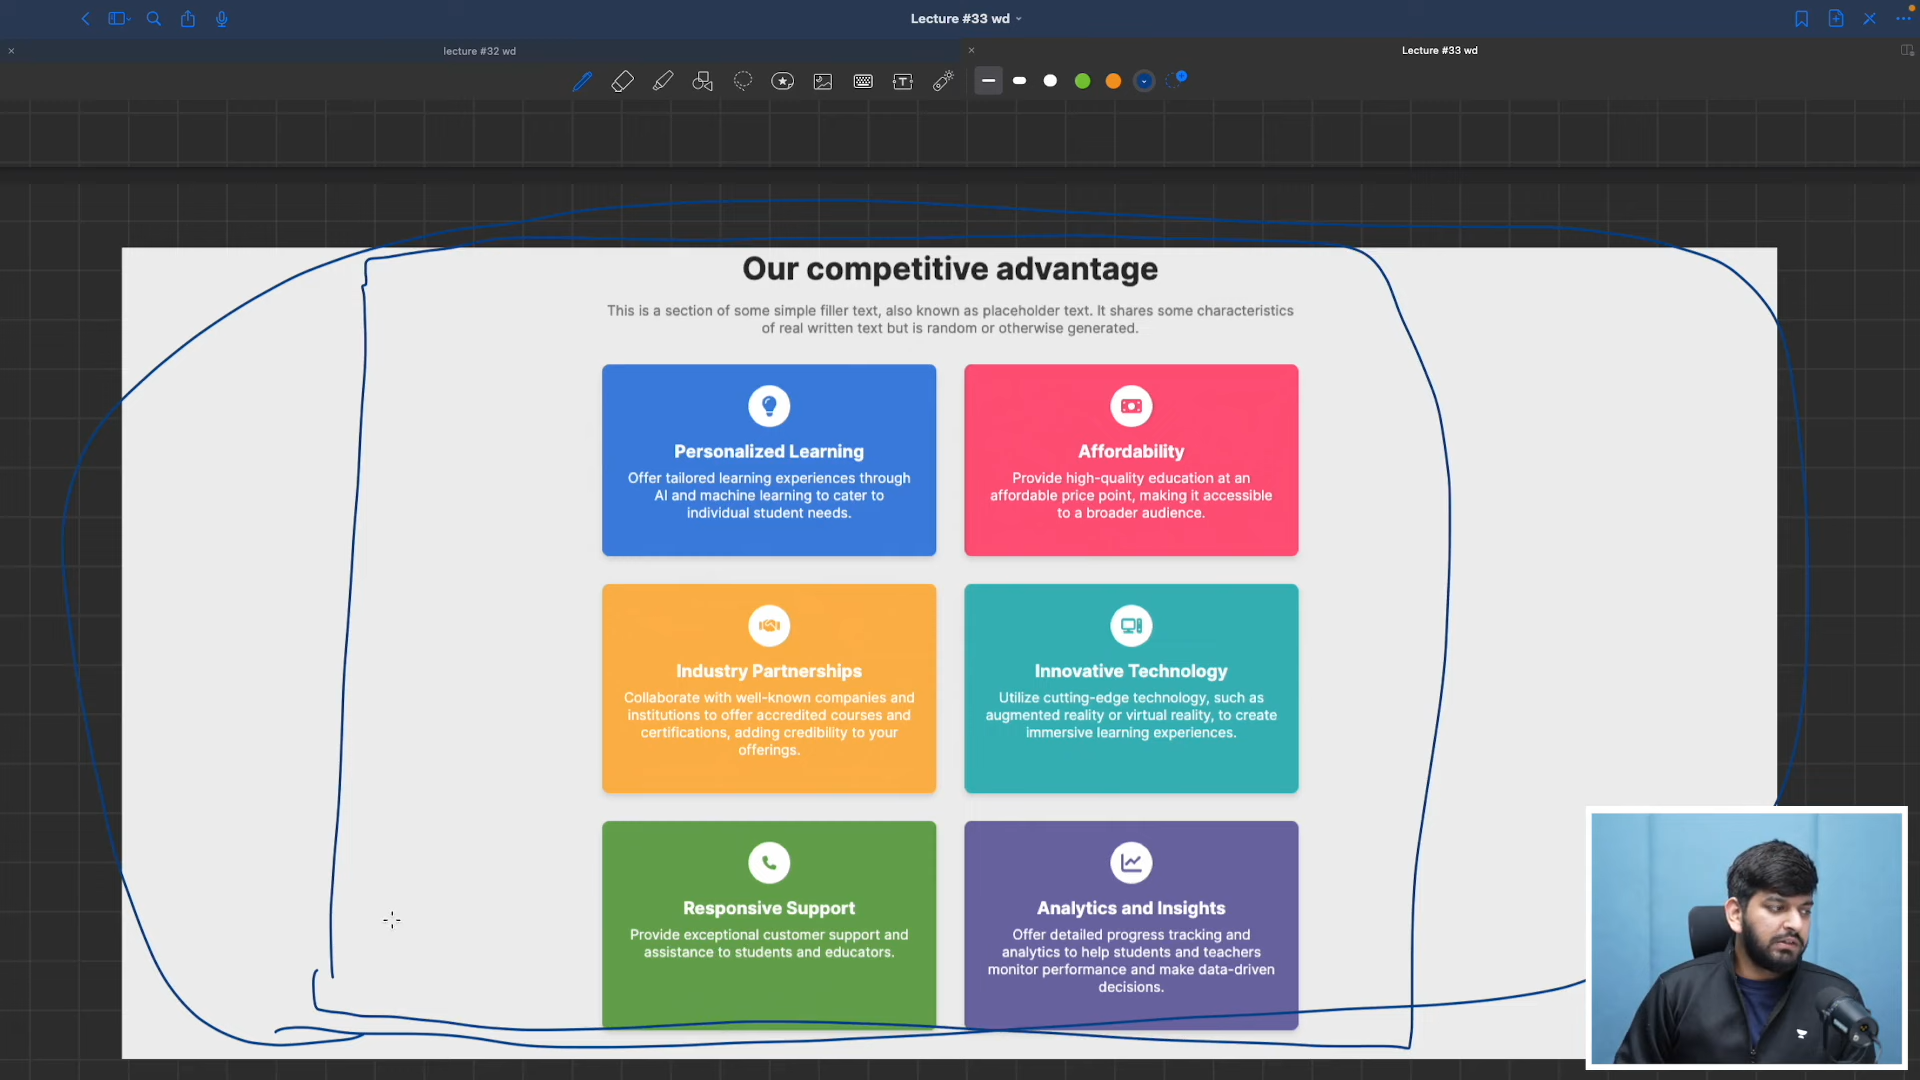 Lecture #33 wd
lecture #32 wd
Lecture #33 wd
Our competitive advantage
This is a section of some simple filler text, also known as placeholder text. It shares some characteristics
of real written text but is random or otherwise generated.
Personalized Learning
Offer tailored learning experiences through
AI and machine learning to cater to
individual student needs.
Affordability
Provide high-quality education at an
affordable price point, making it accessible
to a broader audience.
Industry Partnerships
Collaborate with well-known companies and
institutions to offer accredited courses and
certifications, adding credibility to your
offerings.
Innovative Technology
Utilize cutting-edge technology, such as
augmented reality or virtual reality, to create
immersive learning experiences.
Responsive Support
Provide exceptional customer support and
assistance to students and educators.
Analytics and Insights
Offer detailed progress tracking and
analytics to help students and teachers
monitor performance and make data-driven
decisions.